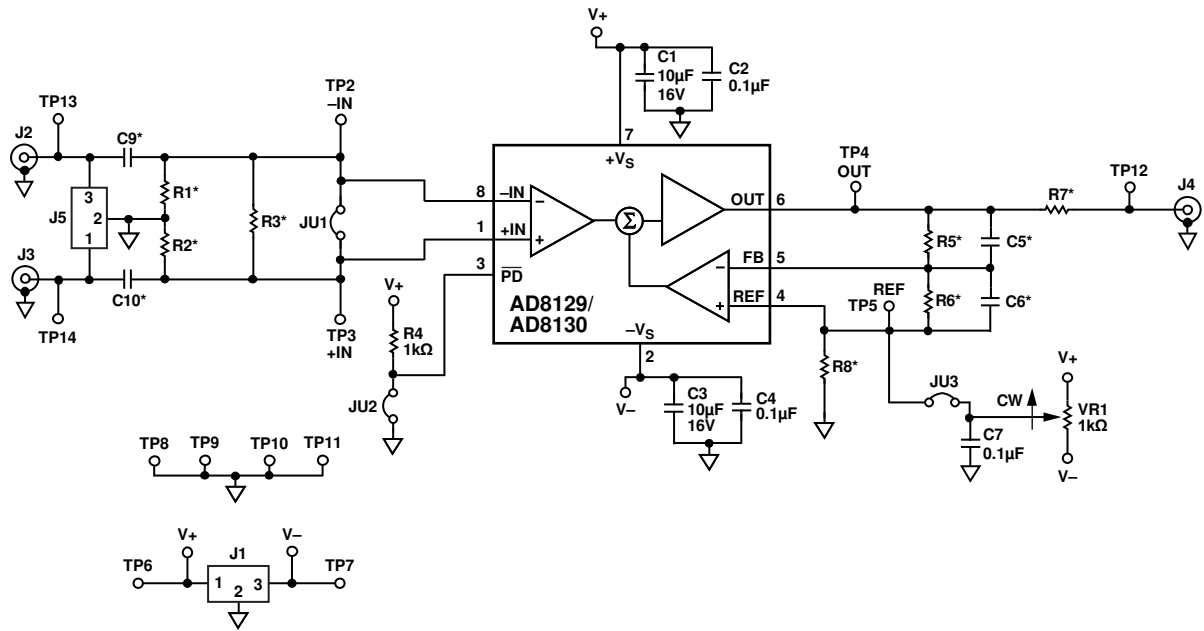 V+
C1
10µF
16V
C2
0.1µF
TP13
TP2
–IN
J2
C9*
7
+VS
TP4
OUT
TP12
J4
3
J5
2
1
R1*
R2*
R3*
JU1
8
–IN
–
1
+IN
+
Σ
OUT
6
R7*
R5*
C5*
J3
C10*
TP14
3
PD
V+
–
FB
5
+
REF
4
REF
TP5
R6*
C6*
AD8129/
AD8130
TP3
+IN
R4
1kΩ
–VS
2
R8*
JU2
V–
C3
10µF
16V
C4
0.1µF
JU3
CW
V+
VR1
1kΩ
C7
0.1µF
V–
TP8
TP9
TP10
TP11
V+
V–
TP6
J1
1
2
3
TP7